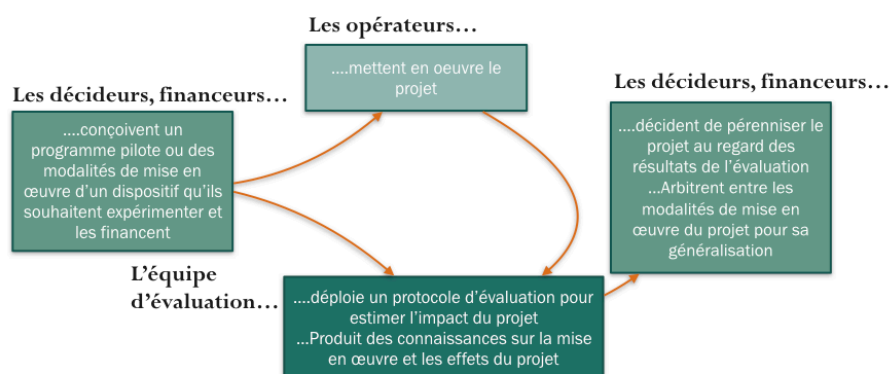 Les opérateurs…
....mettent en oeuvre le
projet
Les décideurs, financeurs…
....conçoivent un
programme pilote ou des
modalités de mise en
œuvre d’un dispositif qu’ils
souhaitent expérimenter et
les financent
Les décideurs, financeurs…
....décident de pérenniser le
projet au regard des
résultats de l’évaluation
...Arbitrent entre les
modalités de mise en
œuvre du projet pour sa
généralisation
L’équipe
d’évaluation…
....déploie un protocole d’évaluation pour
estimer l’impact du projet
...Produit des connaissances sur la mise
en œuvre et les effets du projet